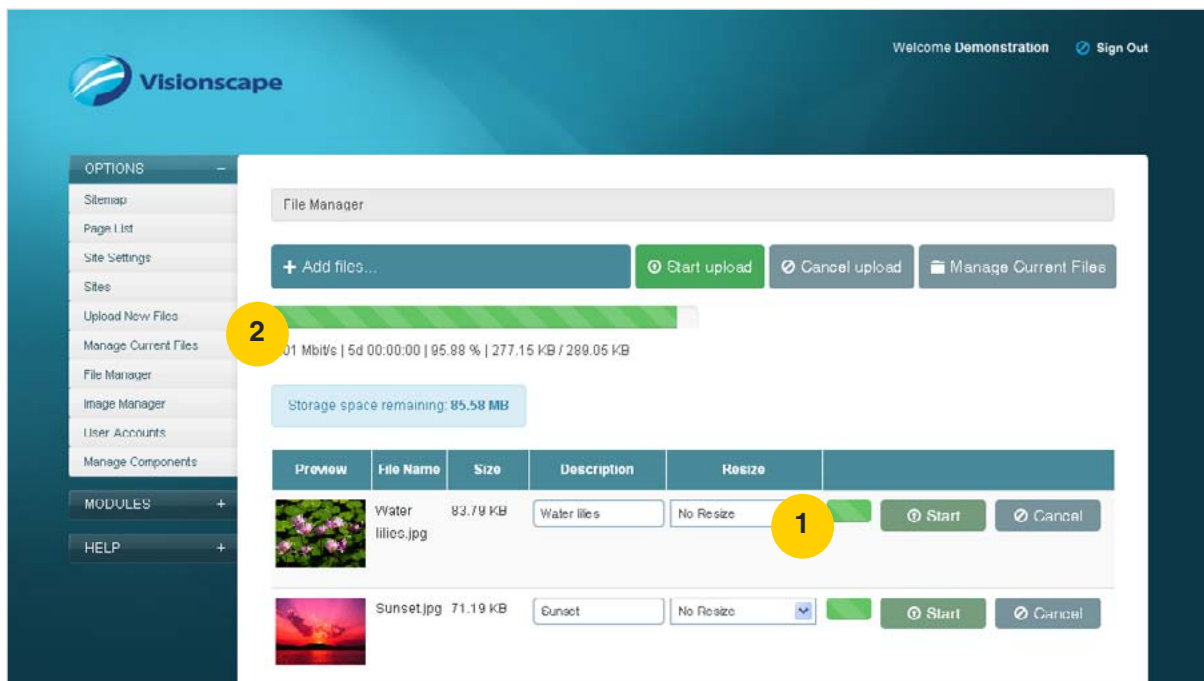 Welcome Demonstration Sign Out
Visionscape
OPTIONS –
Sitemap
Page List
Site Settings
Sites
Upload New Files
Manage Current Files
File Manager
Image Manager
User Accounts
Manage Components
MODULES +
HELP +
File Manager
+ Add files... Start upload Cancel upload Manage Current Files
2
01 Mbit/s | 5d 00:00:00 | 95.88 % | 277.15 KB / 289.05 KB
Storage space remaining: 85.58 MB
Preview File Name Size Description Resize
Water lilies.jpg 83.79 KB Water lilies No Resize 1 Start Cancel
Sunset.jpg 71.19 KB Sunset No Resize Start Cancel